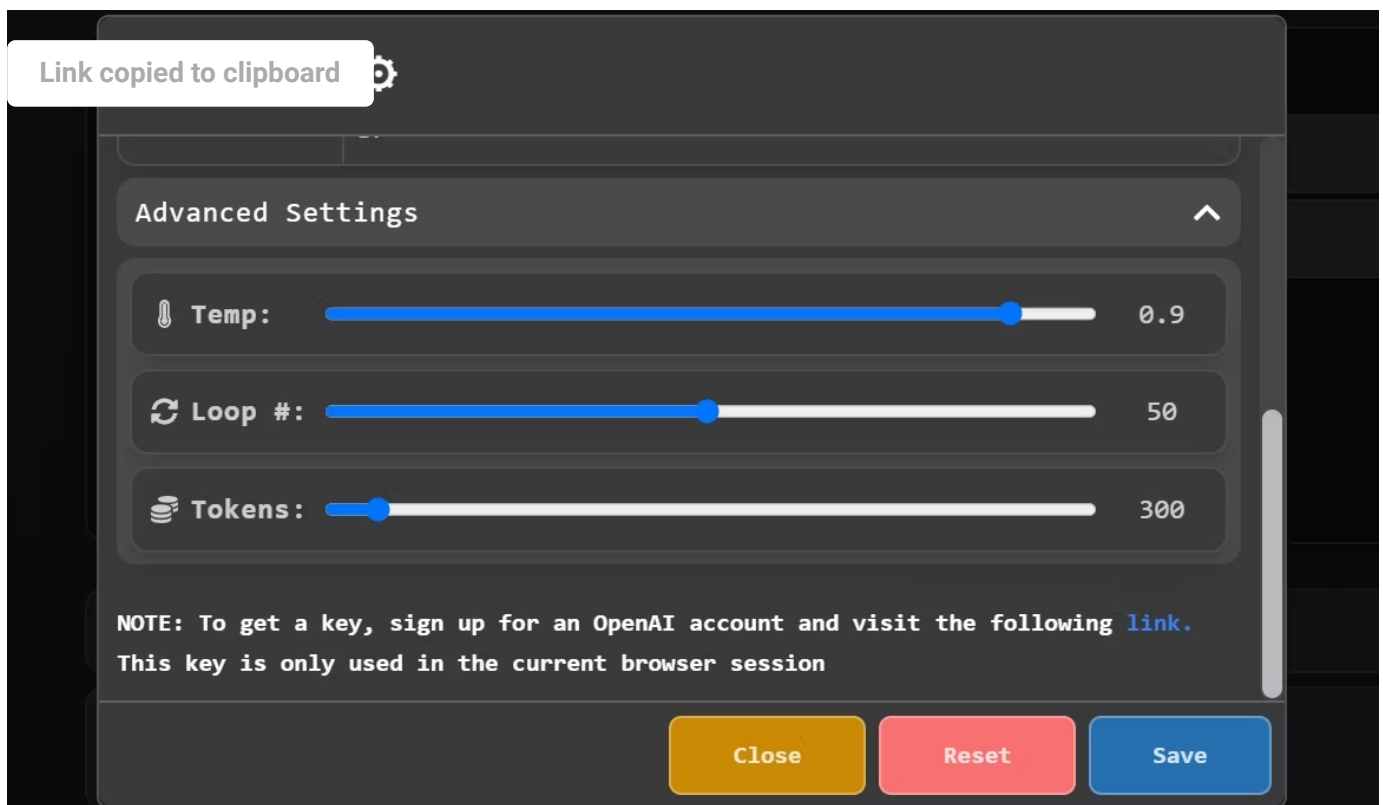 Link copied to clipboard
Advanced Settings
Temp: 0.9
Loop #: 50
Tokens: 300
NOTE: To get a key, sign up for an OpenAI account and visit the following link.
This key is only used in the current browser session
Close Reset Save